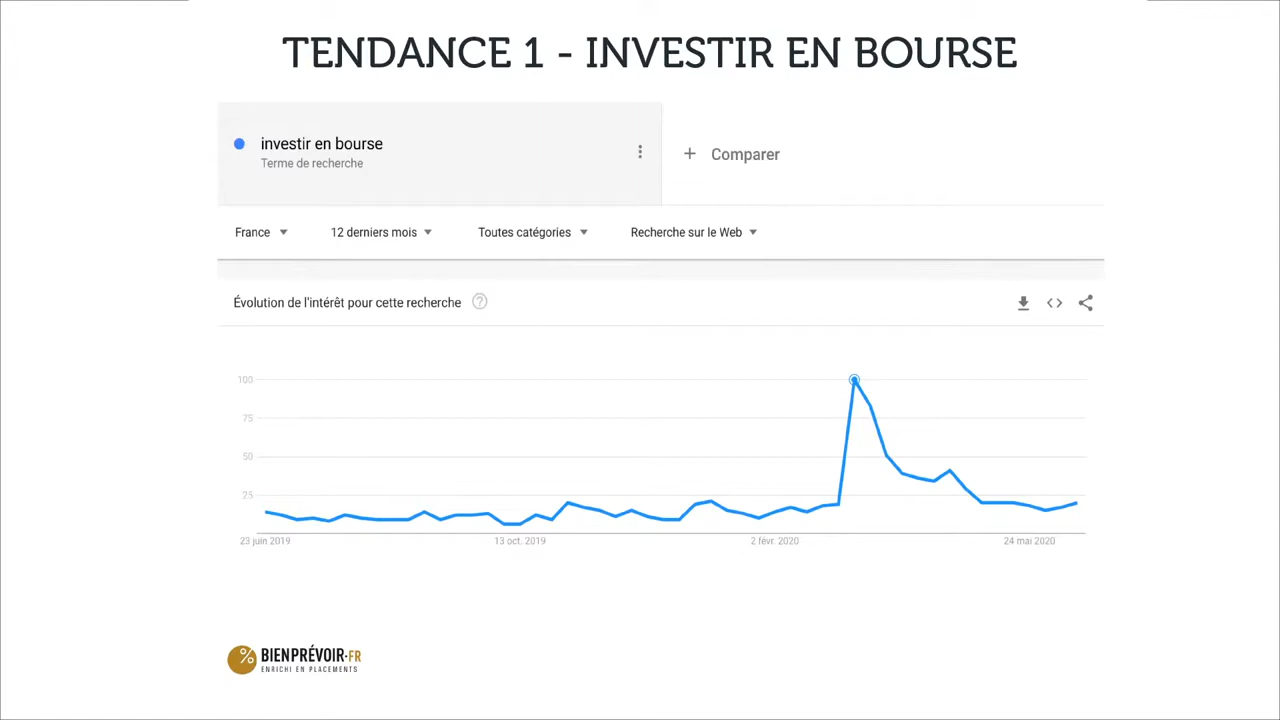 TENDANCE 1 - INVESTIR EN BOURSE
investir en bourse
Terme de recherche
+ Comparer
France
12 derniers mois
Toutes catégories
Recherche sur le Web
Évolution de l'intérêt pour cette recherche ?
100
75
50
25
23 juin 2019
13 oct. 2019
2 févr. 2020
24 mai 2020
% BIENPRÉVOIR·FR
ENRICHI EN PLACEMENTS